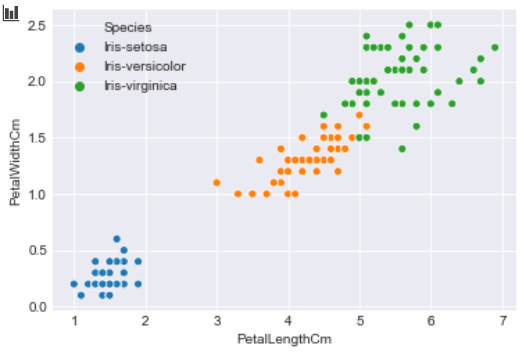 Species
Iris-setosa
Iris-versicolor
Iris-virginica
2.5
2.0
1.5
1.0
0.5
0.0
PetalWidthCm
1 2 3 4 5 6 7
PetalLengthCm